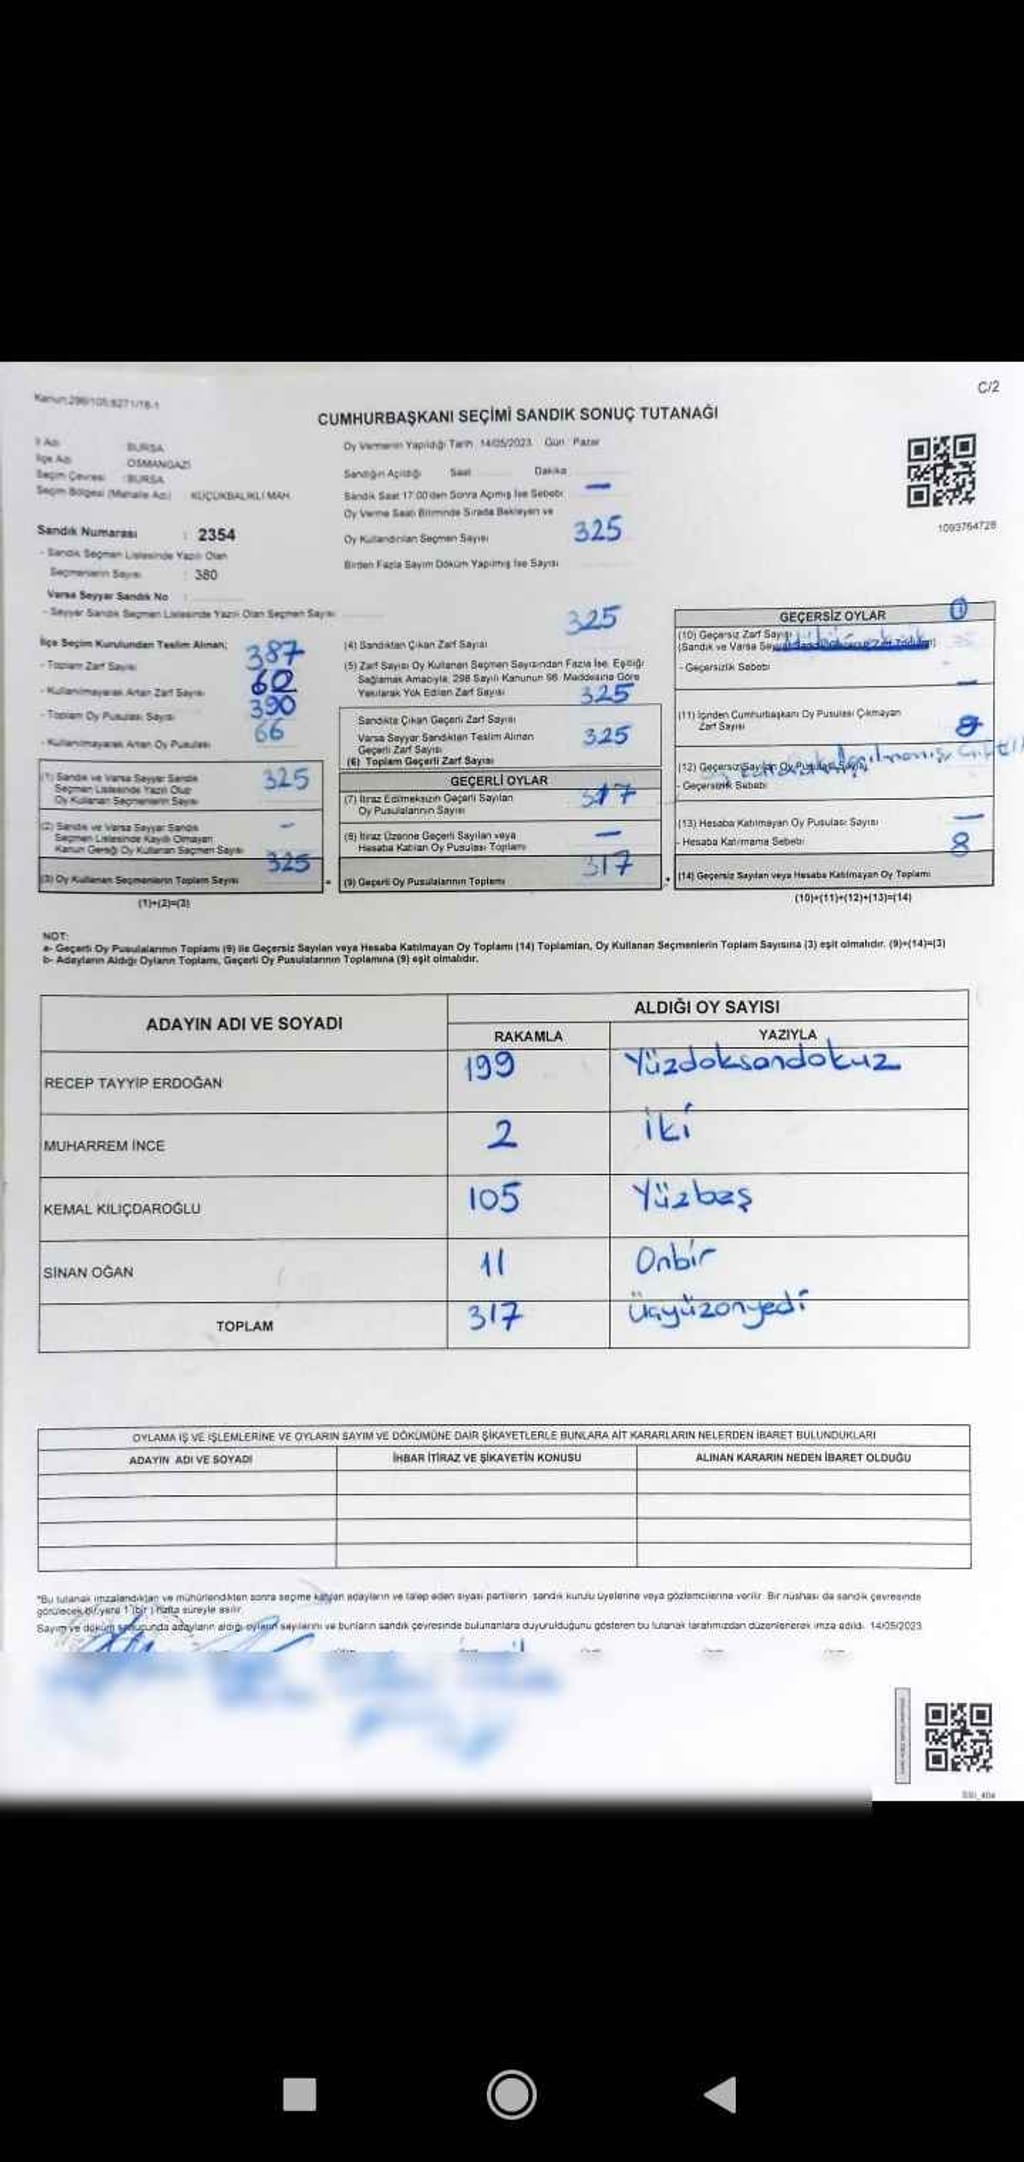 Kanun:298/105;6271/16-1
C/2
CUMHURBAŞKANI SEÇİMİ SANDIK SONUÇ TUTANAĞI
İl Adı BURSA
İlçe Adı OSMANGAZİ
Seçim Çevresi :BURSA
Seçim Bölgesi (Mahalle Adı) KÜÇÜKBALIKLI MAH.
Sandık Numarası : 2354
- Sandık Seçmen Listesinde Yazılı Olan
Seçmenlerin Sayısı : 380
Varsa Seyyar Sandık No :
- Seyyar Sandık Seçmen Listesinde Yazılı Olan Seçmen Sayısı
Oy Vermenin Yapıldığı Tarih 14/05/2023 Gün Pazar
Sandığın Açıldığı Saat Dakika
Sandık Saat 17:00'den Sonra Açılmış İse Sebebi —
Oy Verme Saati Bitiminde Sırada Bekleyen ve
Oy Kullandırılan Seçmen Sayısı 325
Birden Fazla Sayım Döküm Yapılmış İse Sayısı
1093764728
İlçe Seçim Kurulundan Teslim Alınan;
- Toplam Zarf Sayısı 387
- Kullanılmayarak Artan Zarf Sayısı 62
- Toplam Oy Pusulası Sayısı 390
- Kullanılmayarak Artan Oy Pusulası 66
(1) Sandık ve Varsa Seyyar Sandık
Seçmen Listesinde Yazılı Olup
Oy Kullanan Seçmenlerin Sayısı 325
(2) Sandık ve Varsa Seyyar Sandık
Seçmen Listesinde Kayıtlı Olmayan
Kanun Gereği Oy Kullanan Seçmen Sayısı -
(3) Oy Kullanan Seçmenlerin Toplam Sayısı 325
(1)+(2)=(3)
(4) Sandıktan Çıkan Zarf Sayısı 325
(5) Zarf Sayısı Oy Kullanan Seçmen Sayısından Fazla İse, Eşitliği
Sağlamak Amacıyla, 298 Sayılı Kanunun 98. Maddesine Göre
Yakılarak Yok Edilen Zarf Sayısı
Sandıkta Çıkan Geçerli Zarf Sayısı 325
Varsa Seyyar Sandıkten Teslim Alınan
Geçerli Zarf Sayısı
(6) Toplam Geçerli Zarf Sayısı 325
GEÇERLİ OYLAR
(7) İtiraz Edilmeksizin Geçerli Sayılan
Oy Pusulalarının Sayısı 317
(8) İtiraz Üzerine Geçerli Sayılan veya
Hesaba Katılan Oy Pusulası Toplamı —
(9) Geçerli Oy Pusulalarının Toplamı 317
GEÇERSİZ OYLAR
(10) Geçersiz Zarf Sayısı 0
- Geçersizlik Sebebi
(11) İçinden Cumhurbaşkanı Oy Pusulası Çıkmayan
Zarf Sayısı —
(12) Geçersiz Sayılan Oy Pusulası Sayısı 8
- Geçersizlik Sebebi
(13) Hesaba Katılmayan Oy Pusulası Sayısı —
- Hesaba Katılmama Sebebi
(14) Geçersiz Sayılan veya Hesaba Katılmayan Oy Toplamı 8
(10)+(11)+(12)+(13)=(14)
NOT:
a- Geçerli Oy Pusulalarının Toplamı (9) ile Geçersiz Sayılan veya Hesaba Katılmayan Oy Toplamı (14) Toplamları, Oy Kullanan Seçmenlerin Toplam Sayısına (3) eşit olmalıdır. (9)+(14)=(3)
b- Adayların Aldığı Oyların Toplamı, Geçerli Oy Pusulalarının Toplamına (9) eşit olmalıdır.
ADAYIN ADI VE SOYADI ALDIĞI OY SAYISI
RAKAMLA YAZIYLA
RECEP TAYYİP ERDOĞAN 199 Yüzdoksandokuz
MUHARREM İNCE 2 İki
KEMAL KILIÇDAROĞLU 105 Yüzbeş
SİNAN OĞAN 11 Onbir
TOPLAM 317 Üçyüzonyedi
OYLAMA İŞ VE İŞLEMLERİNE VE OYLARIN SAYIM VE DÖKÜMÜNE DAİR ŞİKAYETLERLE BUNLARA AİT KARARLARIN NELERDEN İBARET BULUNDUKLARI
ADAYIN ADI VE SOYADI İHBAR İTİRAZ VE ŞİKAYETİN KONUSU ALINAN KARARIN NEDEN İBARET OLDUĞU
*Bu tutanak imzalandıktan ve mühürlendikten sonra seçime katılan adayların ve talep eden siyasi partilerin sandık kurulu üyelerine veya gözlemcilerine verilir. Bir nüshası da sandık çevresinde
görülecek bir yere 1 (bir) hafta süreyle asılır.
Sayım ve döküm sonucunda adayların aldığı oyların sayılarını ve bunların sandık çevresinde bulunanlara duyurulduğunu gösteren bu tutanak tarafımızdan düzenlenerek imza edildi. 14/05/2023